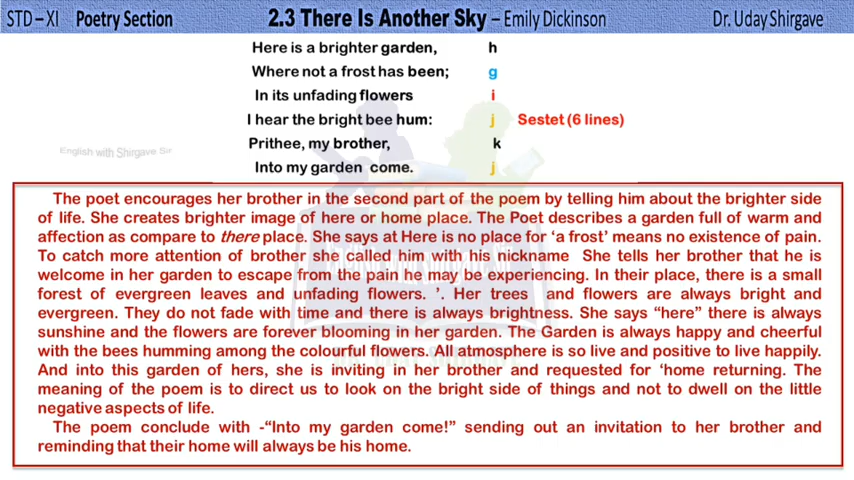 STD – XI Poetry Section 2.3 There Is Another Sky – Emily Dickinson Dr. Uday Shirgave
Here is a brighter garden, h
Where not a frost has been; g
In its unfading flowers i
I hear the bright bee hum: j Sestet (6 lines)
Prithee, my brother, k
Into my garden come. j
English with Shirgave Sir
The poet encourages her brother in the second part of the poem by telling him about the brighter side
of life. She creates brighter image of here or home place. The Poet describes a garden full of warm and
affection as compare to there place. She says at Here is no place for ‘a frost’ means no existence of pain.
To catch more attention of brother she called him with his nickname She tells her brother that he is
welcome in her garden to escape from the pain he may be experiencing. In their place, there is a small
forest of evergreen leaves and unfading flowers. ’. Her trees and flowers are always bright and
evergreen. They do not fade with time and there is always brightness. She says “here” there is always
sunshine and the flowers are forever blooming in her garden. The Garden is always happy and cheerful
with the bees humming among the colourful flowers. All atmosphere is so live and positive to live happily.
And into this garden of hers, she is inviting in her brother and requested for ‘home returning. The
meaning of the poem is to direct us to look on the bright side of things and not to dwell on the little
negative aspects of life.
The poem conclude with -“Into my garden come!” sending out an invitation to her brother and
reminding that their home will always be his home.